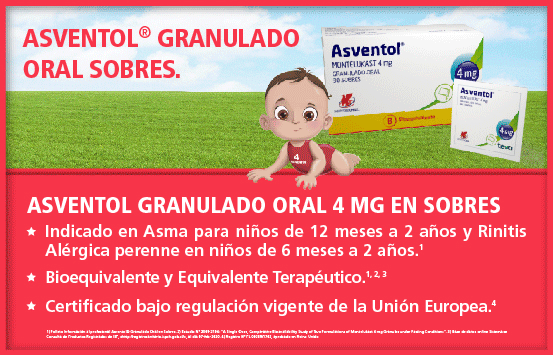 ASVENTOL® GRANULADO
ORAL SOBRES.
Asventol®
MONTELUKAST 4 mg
GRANULADO ORAL
30 SOBRES
4 mg
B Bioequivalente
Asventol®
4 mg
4
ASVENTOL GRANULADO ORAL 4 MG EN SOBRES
★ Indicado en Asma para niños de 12 meses a 2 años y Rinitis
Alérgica perenne en niños de 6 meses a 2 años.¹
★ Bioequivalente y Equivalente Terapéutico.¹, ², ³
★ Certificado bajo regulación vigente de la Unión Europea.⁴